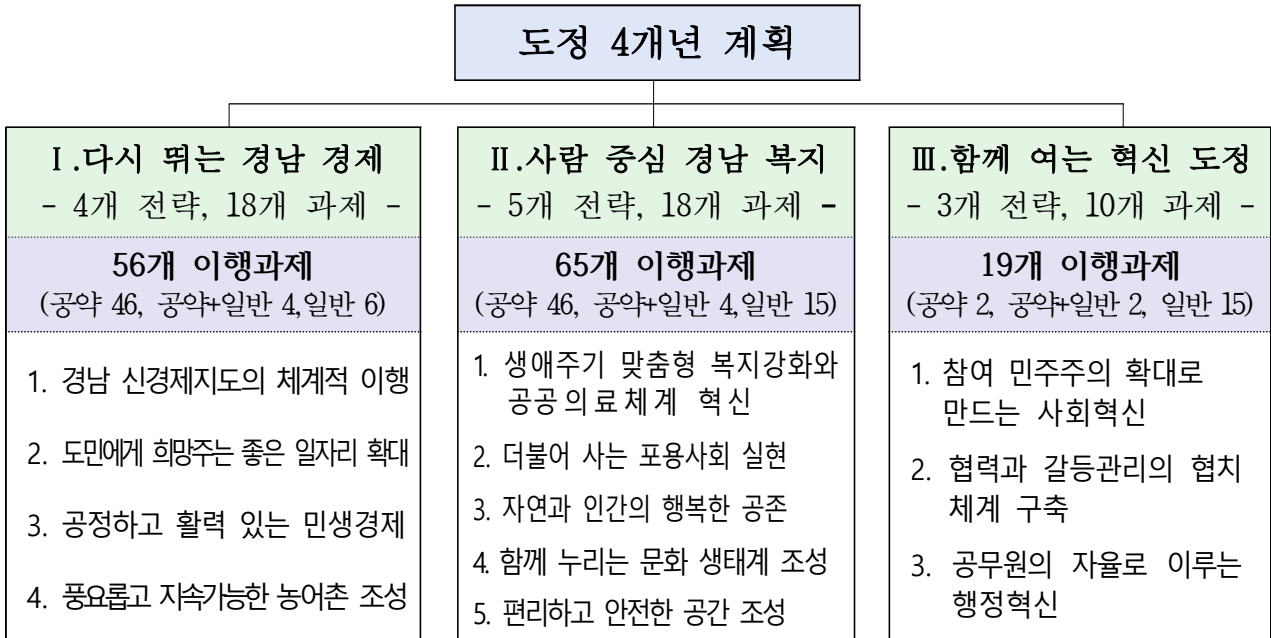 도정 4개년 계획
Ⅰ.다시 뛰는 경남 경제
- 4개 전략, 18개 과제 -
56개 이행과제
(공약 46, 공약+일반 4,일반 6)
1. 경남 신경제지도의 체계적 이행
2. 도민에게 희망주는 좋은 일자리 확대
3. 공정하고 활력 있는 민생경제
4. 풍요롭고 지속가능한 농어촌 조성
Ⅱ.사람 중심 경남 복지
- 5개 전략, 18개 과제 -
65개 이행과제
(공약 46, 공약+일반 4,일반 15)
1. 생애주기 맞춤형 복지강화와
공공의료체계 혁신
2. 더불어 사는 포용사회 실현
3. 자연과 인간의 행복한 공존
4. 함께 누리는 문화 생태계 조성
5. 편리하고 안전한 공간 조성
Ⅲ.함께 여는 혁신 도정
- 3개 전략, 10개 과제 -
19개 이행과제
(공약 2, 공약+일반 2, 일반 15)
1. 참여 민주주의 확대로
만드는 사회혁신
2. 협력과 갈등관리의 협치
체계 구축
3. 공무원의 자율로 이루는
행정혁신